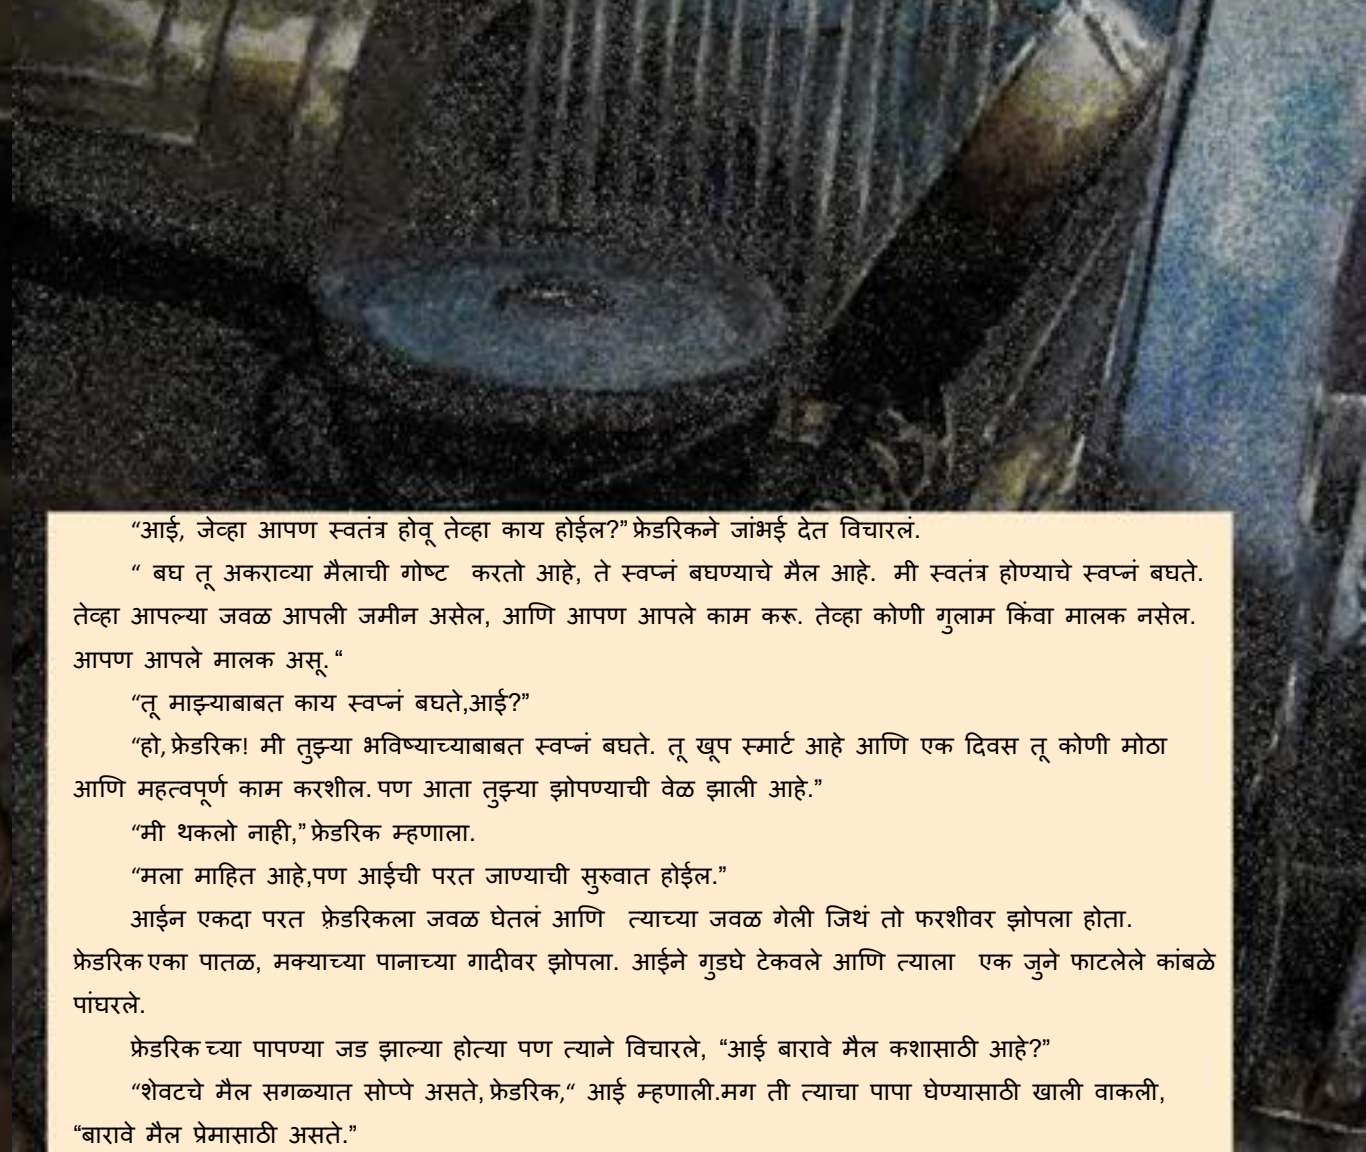 “आई, जेव्हा आपण स्वतंत्र होवू तेव्हा काय होईल?” फ्रेडरिकने जांभई देत विचारलं.
“ बघ तू अकराव्या मैलाची गोष्ट करतो आहे, ते स्वप्नं बघण्याचे मैल आहे. मी स्वतंत्र होण्याचे स्वप्नं बघते.
तेव्हा आपल्या जवळ आपली जमीन असेल, आणि आपण आपले काम करू. तेव्हा कोणी गुलाम किंवा मालक नसेल.
आपण आपले मालक असू. “
“तू माझ्याबाबत काय स्वप्नं बघते,आई?”
“हो, फ्रेडरिक! मी तुझ्या भविष्याच्याबाबत स्वप्नं बघते. तू खूप स्मार्ट आहे आणि एक दिवस तू कोणी मोठा
आणि महत्वपूर्ण काम करशील. पण आता तुझ्या झोपण्याची वेळ झाली आहे.”
“मी थकलो नाही,” फ्रेडरिक म्हणाला.
“मला माहित आहे,पण आईची परत जाण्याची सुरुवात होईल.”
आईन एकदा परत फ्रेडरिकला जवळ घेतलं आणि त्याच्या जवळ गेली जिथं तो फरशीवर झोपला होता.
फ्रेडरिक एका पातळ, मक्याच्या पानाच्या गादीवर झोपला. आईने गुडघे टेकवले आणि त्याला एक जुने फाटलेले कांबळे
पांघरले.
फ्रेडरिक च्या पापण्या जड झाल्या होत्या पण त्याने विचारले, “आई बारावे मैल कशासाठी आहे?”
“शेवटचे मैल सगळ्यात सोप्पे असते, फ्रेडरिक,“ आई म्हणाली.मग ती त्याचा पापा घेण्यासाठी खाली वाकली,
“बारावे मैल प्रेमासाठी असते.”